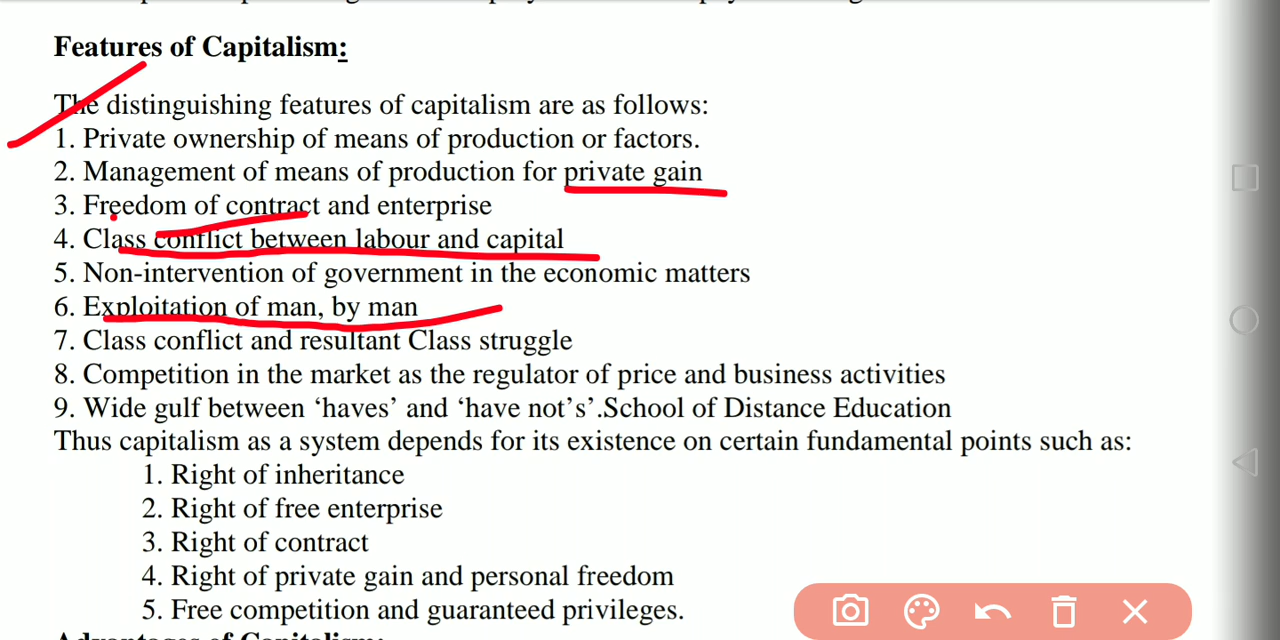 Features of Capitalism:
The distinguishing features of capitalism are as follows:
1. Private ownership of means of production or factors.
2. Management of means of production for private gain
3. Freedom of contract and enterprise
4. Class conflict between labour and capital
5. Non-intervention of government in the economic matters
6. Exploitation of man, by man
7. Class conflict and resultant Class struggle
8. Competition in the market as the regulator of price and business activities
9. Wide gulf between ‘haves’ and ‘have not's’.School of Distance Education
Thus capitalism as a system depends for its existence on certain fundamental points such as:
1. Right of inheritance
2. Right of free enterprise
3. Right of contract
4. Right of private gain and personal freedom
5. Free competition and guaranteed privileges.
Advantages of Capitalism: